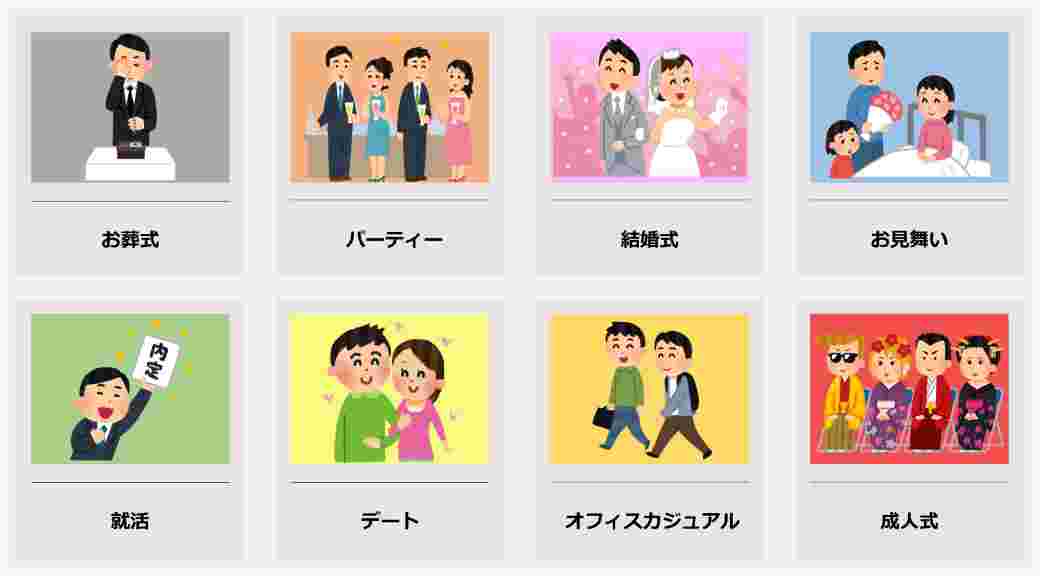 お葬式
パーティー
結婚式
お見舞い
内定
就活
デート
オフィスカジュアル
成人式